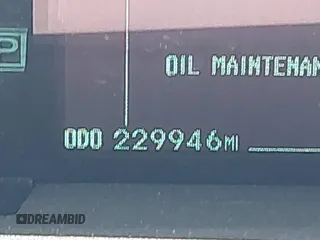 P
OIL MAINTENAN
ODO 229946 MI
DREAMBID